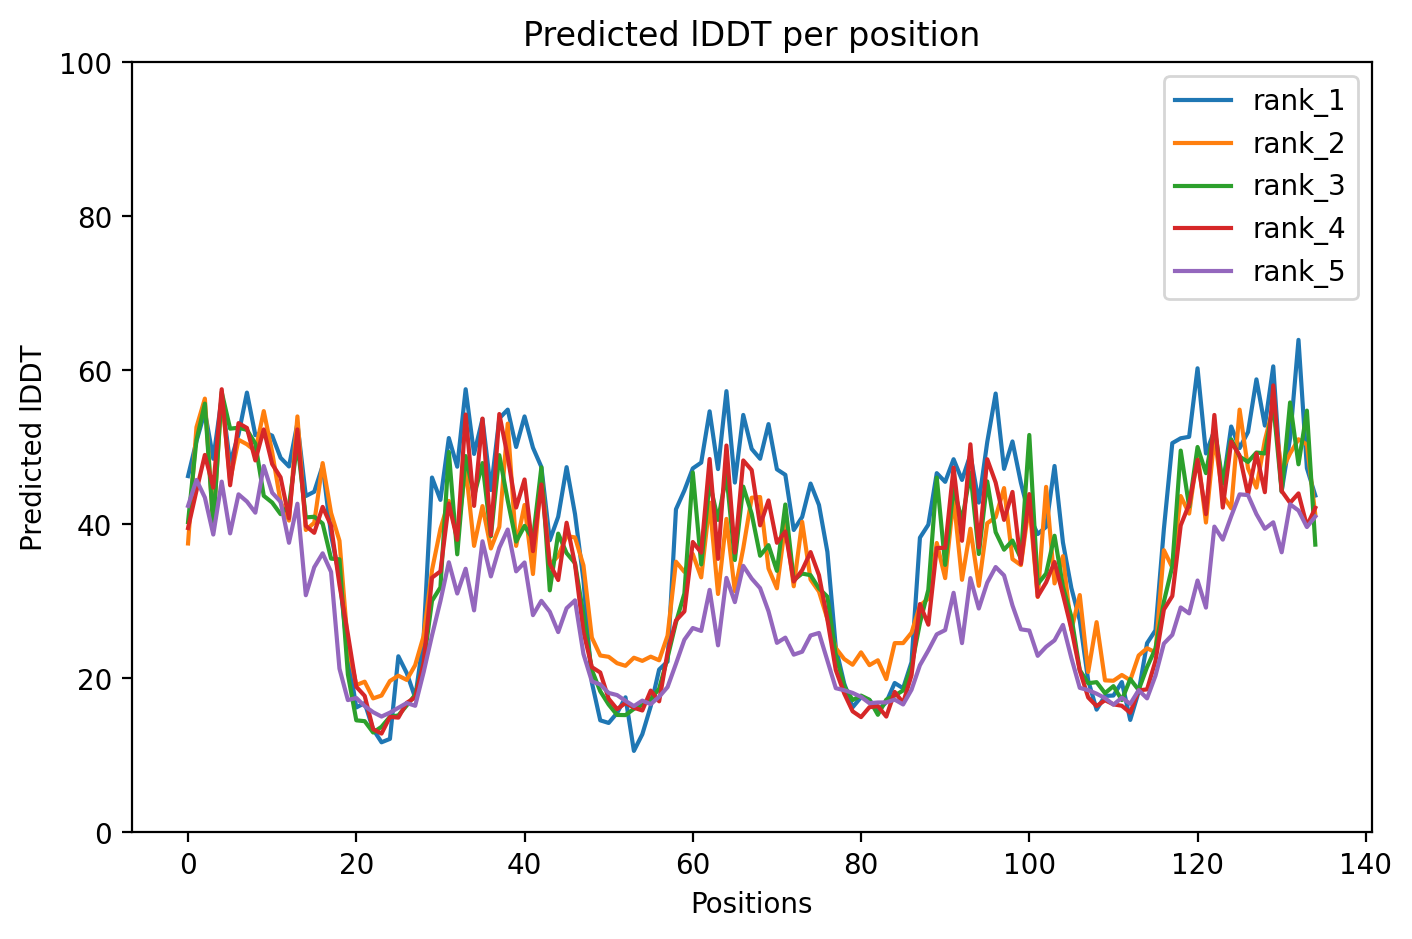 Predicted lDDT per position
100
80
60
40
20
0
Predicted lDDT
0 20 40 60 80 100 120 140
Positions
rank_1
rank_2
rank_3
rank_4
rank_5